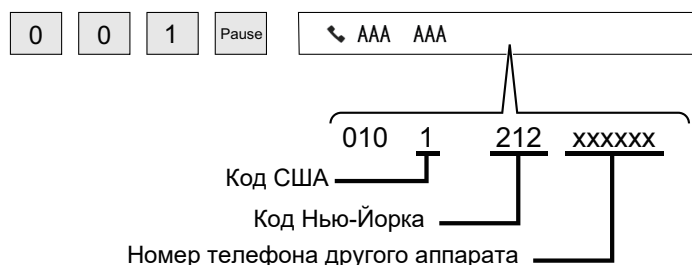 0 0 1 Pause AAA AAA
010 1 212 xxxxxx
Код США
Код Нью-Йорка
Номер телефона другого аппарата